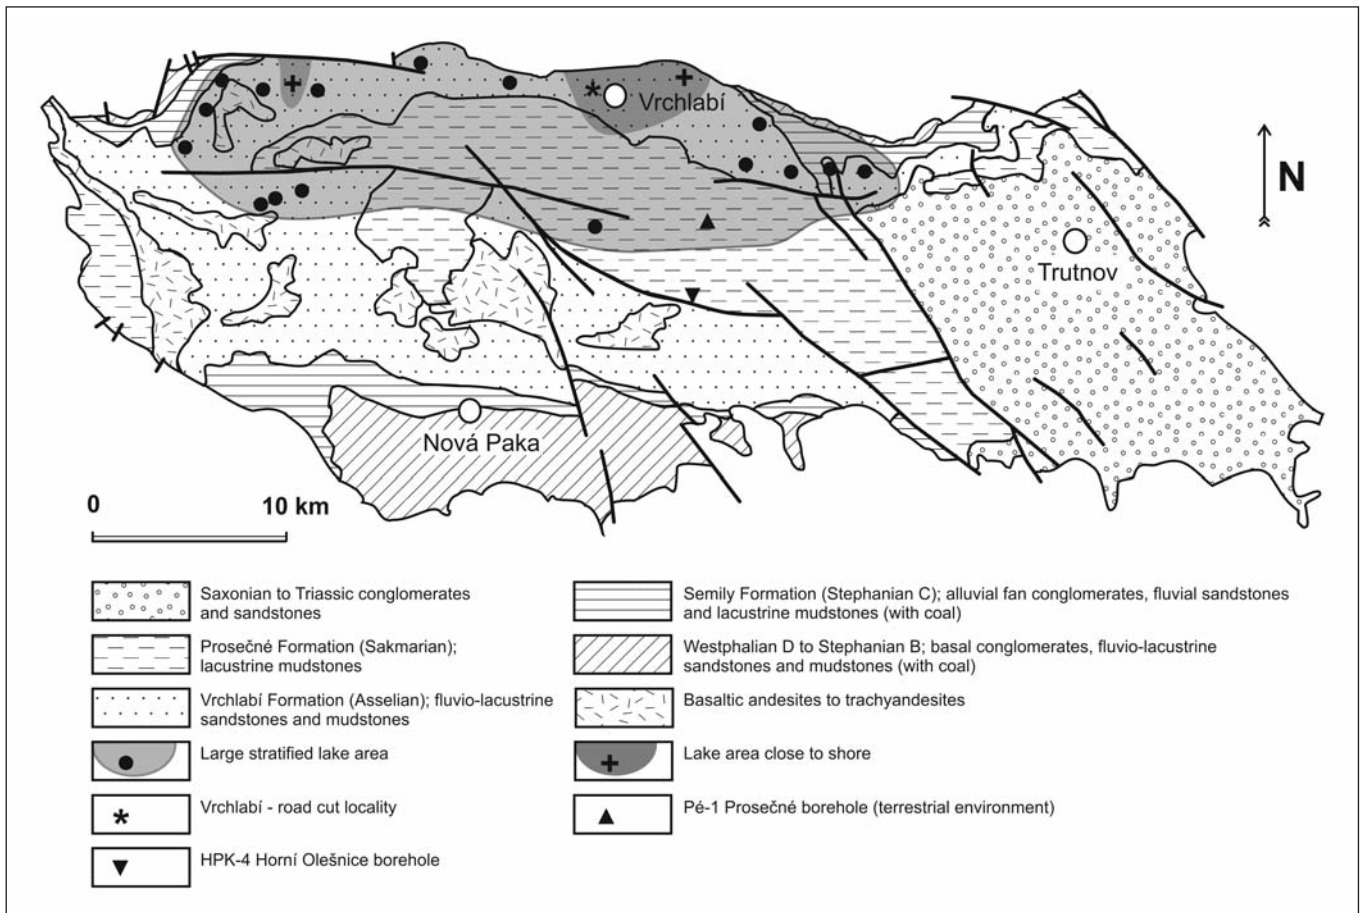 Vrchlabí
N
Trutnov
Nová Paka
0 10 km
Saxonian to Triassic conglomerates
and sandstones
Prosečné Formation (Sakmarian);
lacustrine mudstones
Vrchlabí Formation (Asselian); fluvio-lacustrine
sandstones and mudstones
Large stratified lake area
Vrchlabí - road cut locality
HPK-4 Horní Olešnice borehole
Semily Formation (Stephanian C); alluvial fan conglomerates, fluvial sandstones
and lacustrine mudstones (with coal)
Westphalian D to Stephanian B; basal conglomerates, fluvio-lacustrine
sandstones and mudstones (with coal)
Basaltic andesites to trachyandesites
Lake area close to shore
Pé-1 Prosečné borehole (terrestrial environment)